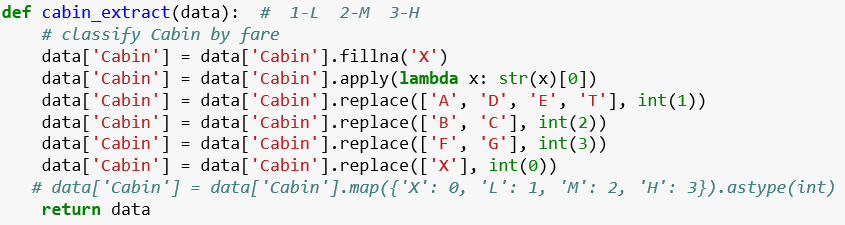 def cabin_extract(data):  #  1-L  2-M  3-H
    # classify Cabin by fare
    data['Cabin'] = data['Cabin'].fillna('X')
    data['Cabin'] = data['Cabin'].apply(lambda x: str(x)[0])
    data['Cabin'] = data['Cabin'].replace(['A', 'D', 'E', 'T'], int(1))
    data['Cabin'] = data['Cabin'].replace(['B', 'C'], int(2))
    data['Cabin'] = data['Cabin'].replace(['F', 'G'], int(3))
    data['Cabin'] = data['Cabin'].replace(['X'], int(0))
   # data['Cabin'] = data['Cabin'].map({'X': 0, 'L': 1, 'M': 2, 'H': 3}).astype(int)
    return data